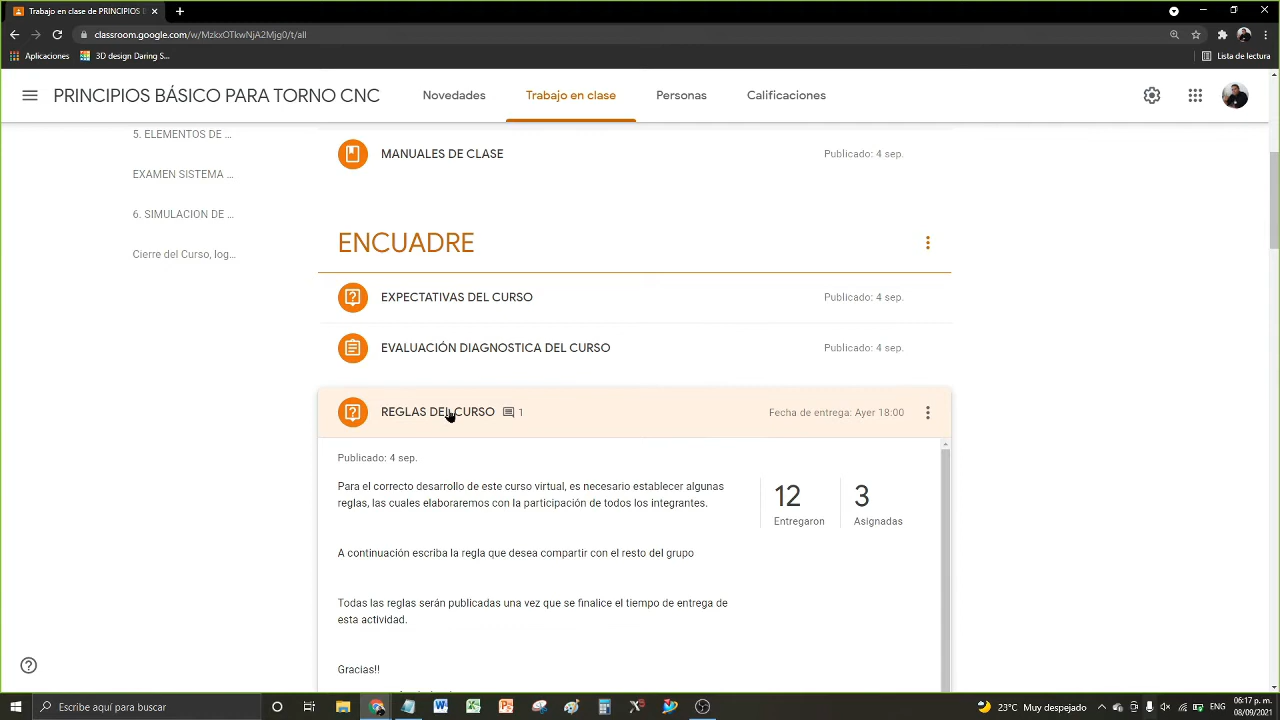 Trabajo en clase de PRINCIPIOS
classroom.google.com/w/MzkxOTkwNjA2Mjg0/t/all
Aplicaciones
3D design Daring S...
Lista de lectura
PRINCIPIOS BÁSICO PARA TORNO CNC
Novedades
Trabajo en clase
Personas
Calificaciones
5. ELEMENTOS DE ...
EXAMEN SISTEMA ...
6. SIMULACION DE ...
Cierre del Curso, log...
MANUALES DE CLASE
Publicado: 4 sep.
ENCUADRE
EXPECTATIVAS DEL CURSO
Publicado: 4 sep.
EVALUACIÓN DIAGNOSTICA DEL CURSO
Publicado: 4 sep.
REGLAS DEL CURSO
1
Fecha de entrega: Ayer 18:00
Publicado: 4 sep.
Para el correcto desarrollo de este curso virtual, es necesario establecer algunas
reglas, las cuales elaboraremos con la participación de todos los integrantes.
12
Entregaron
3
Asignadas
A continuación escriba la regla que desea compartir con el resto del grupo
Todas las reglas serán publicadas una vez que se finalice el tiempo de entrega de
esta actividad.
Gracias!!
Escribe aquí para buscar
23°C Muy despejado
ENG
06:17 p. m.
09/09/2021